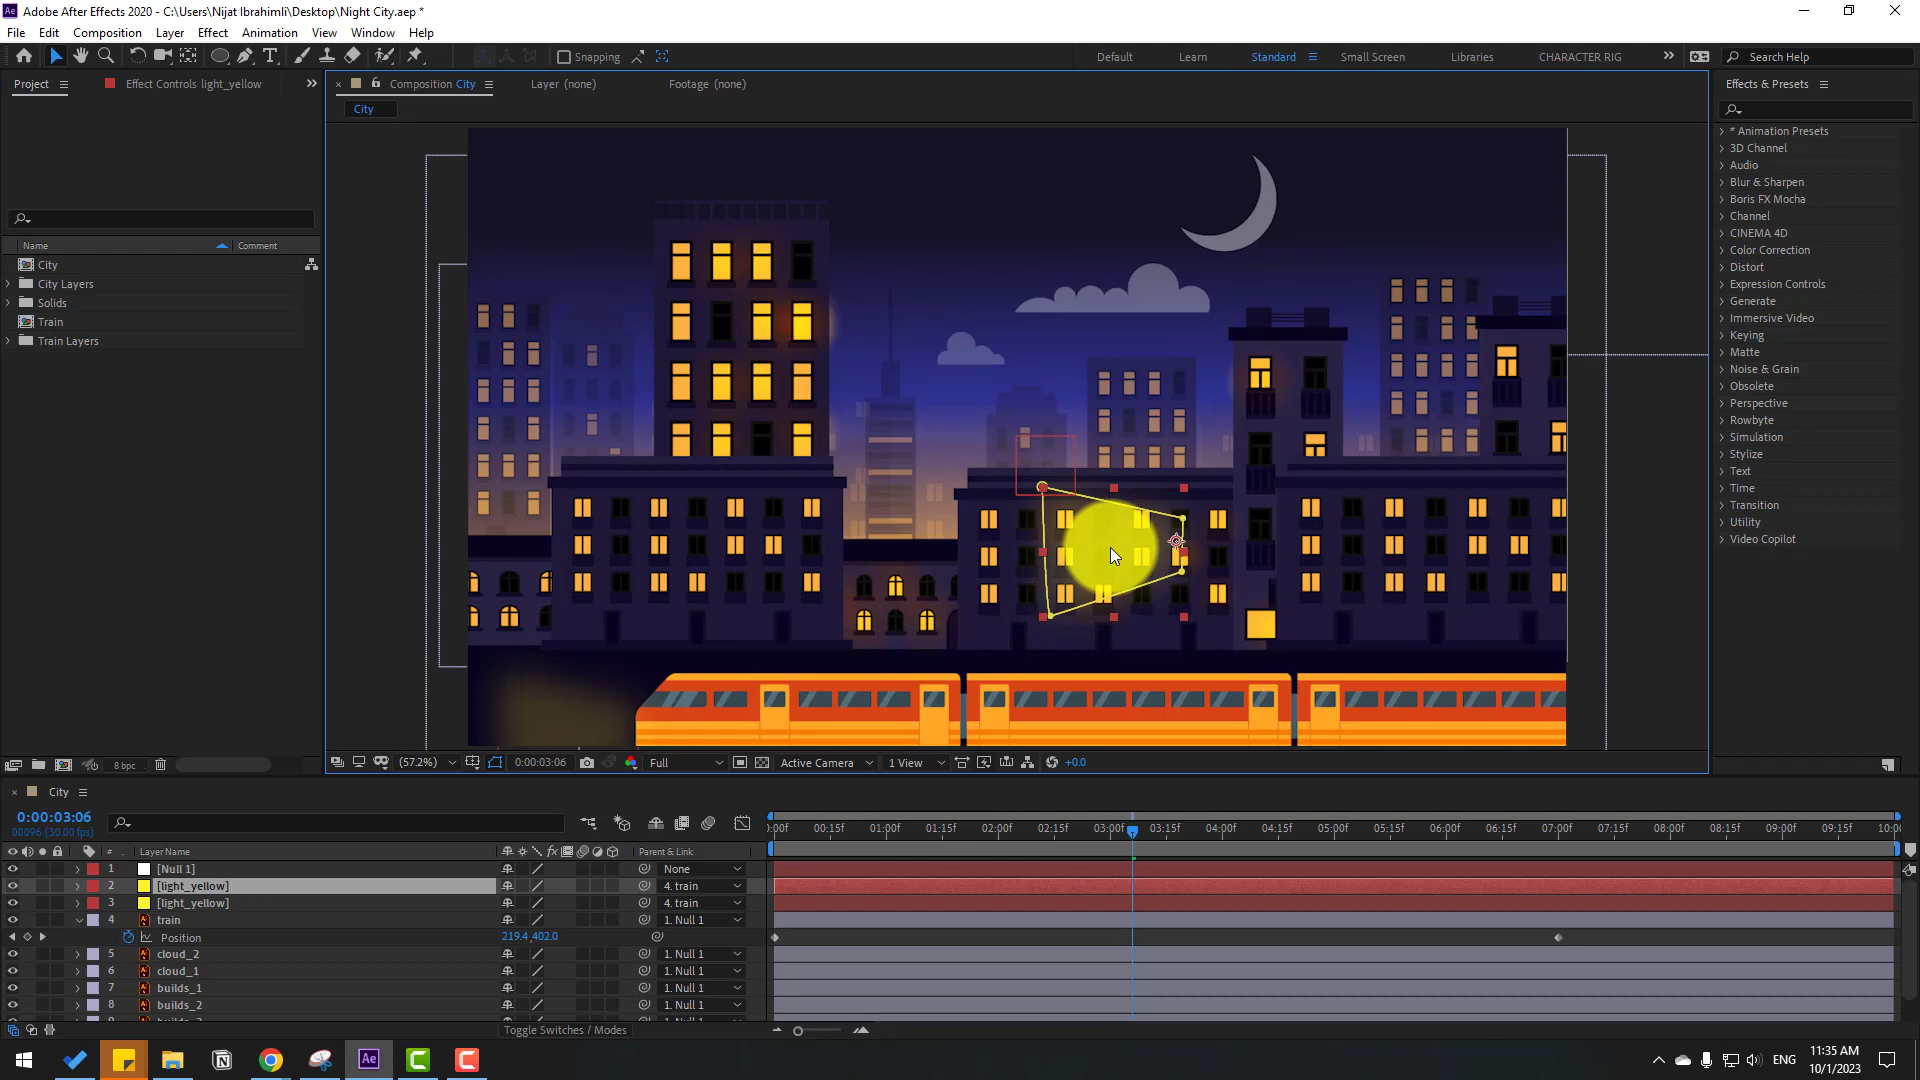 Adobe After Effects 2020 - C:\Users\Nijat Ibrahimli\Desktop\Night City.aep *
File Edit Composition Layer Effect Animation View Window Help
Snapping Default Learn Standard Small Screen Libraries CHARACTER RIG Search Help
Project Effect Controls light_yellow
Composition City Layer (none) Footage (none)
Effects & Presets
City
Name Comment
City
City Layers
Solids
Train
Train Layers
* Animation Presets
3D Channel
Audio
Blur & Sharpen
Boris FX Mocha
Channel
CINEMA 4D
Color Correction
Distort
Expression Controls
Generate
Immersive Video
Keying
Matte
Noise & Grain
Obsolete
Perspective
Rowbyte
Simulation
Stylize
Text
Time
Transition
Utility
Video Copilot
8 bpc
(57.2%) 0:00:03:06 Full Active Camera 1 View +0.0
City
0:00:03:06
00096 (30.00 fps)
:00f 00:15f 01:00f 01:15f 02:00f 02:15f 03:00f 03:15f 04:00f 04:15f 05:00f 05:15f 06:00f 06:15f 07:00f 07:15f 08:00f 08:15f 09:00f 09:15f 10:0
# Layer Name Parent & Link
1 [Null 1] None
2 [light_yellow] 4. train
3 [light_yellow] 4. train
4 train 1. Null 1
Position 219.4,402.0
5 cloud_2 1. Null 1
6 cloud_1 1. Null 1
7 builds_1 1. Null 1
8 builds_2 1. Null 1
Toggle Switches / Modes
ENG
11:35 AM
10/1/2023